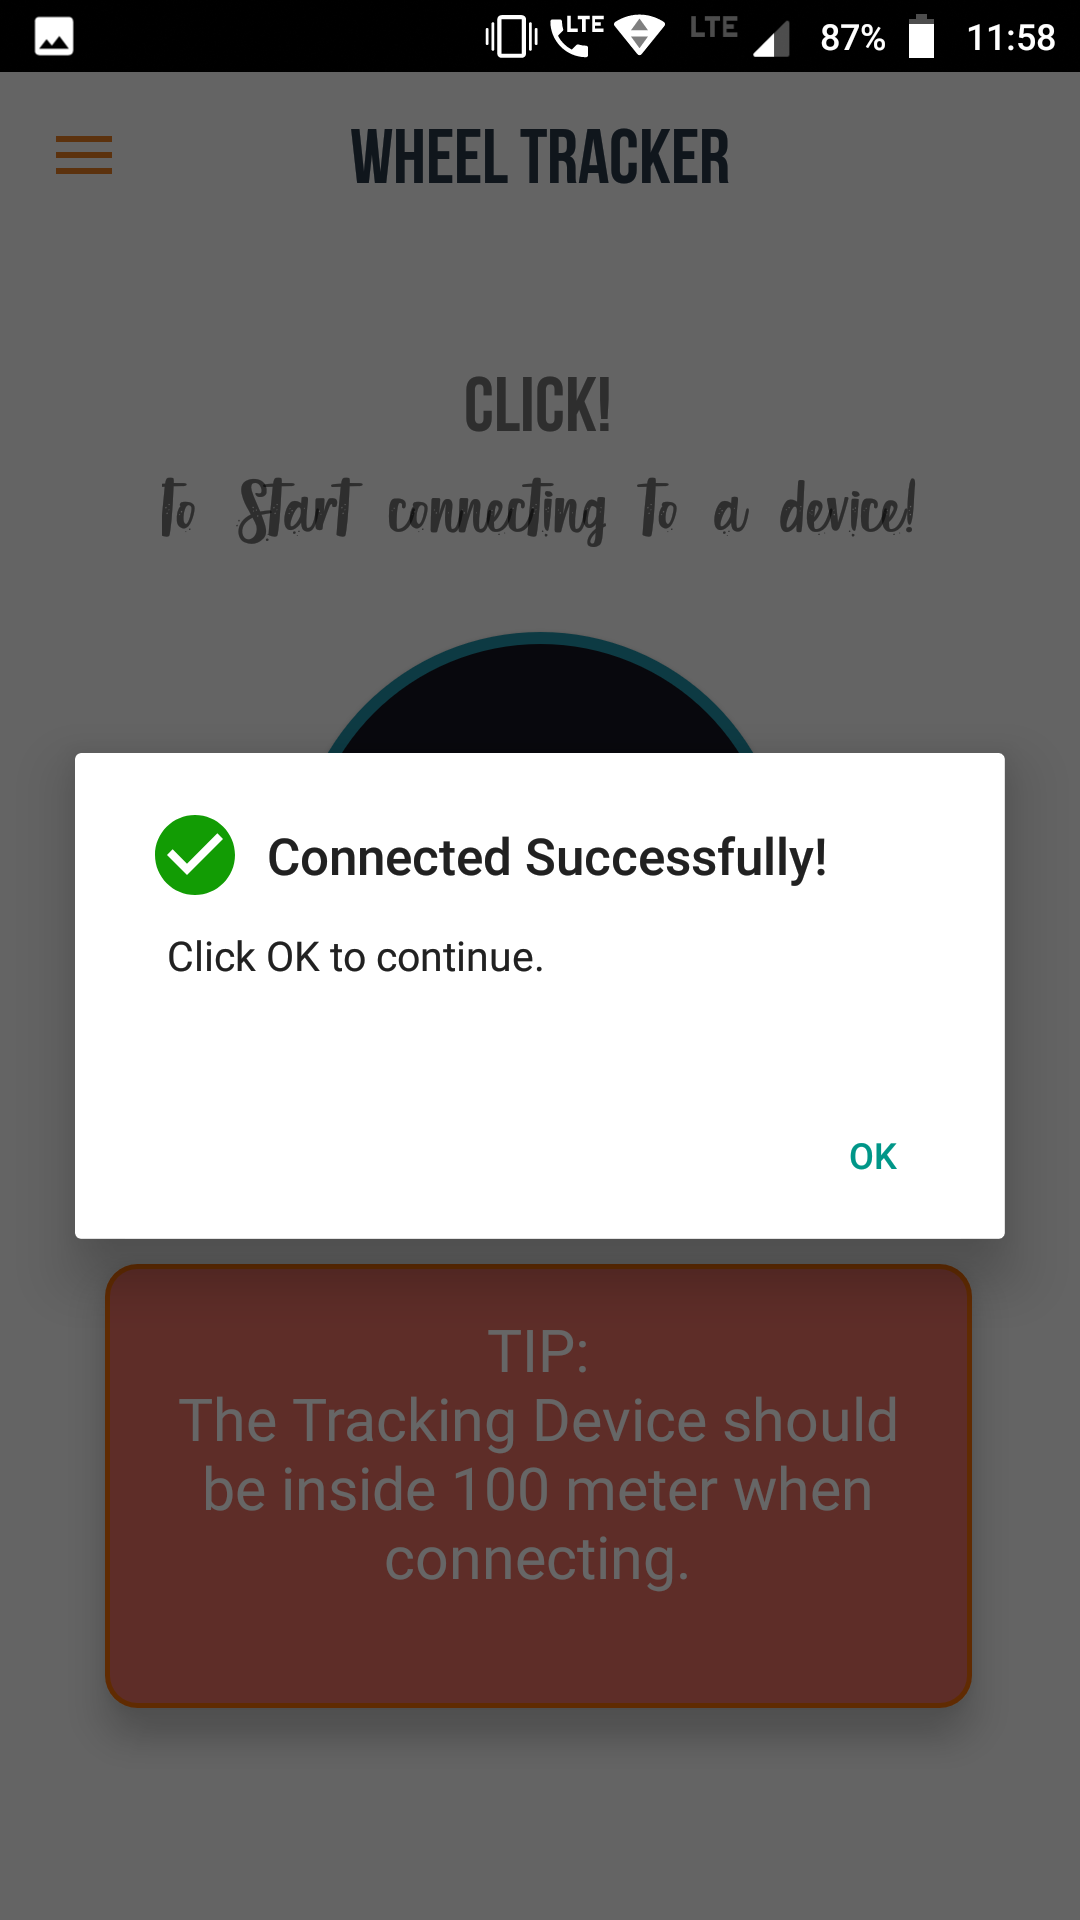 LTE LTE 87% 11:58
WHEEL TRACKER
CLICK!
to Start connecting to a device!
Connected Successfully!
Click OK to continue.
OK
TIP:
The Tracking Device should
be inside 100 meter when
connecting.